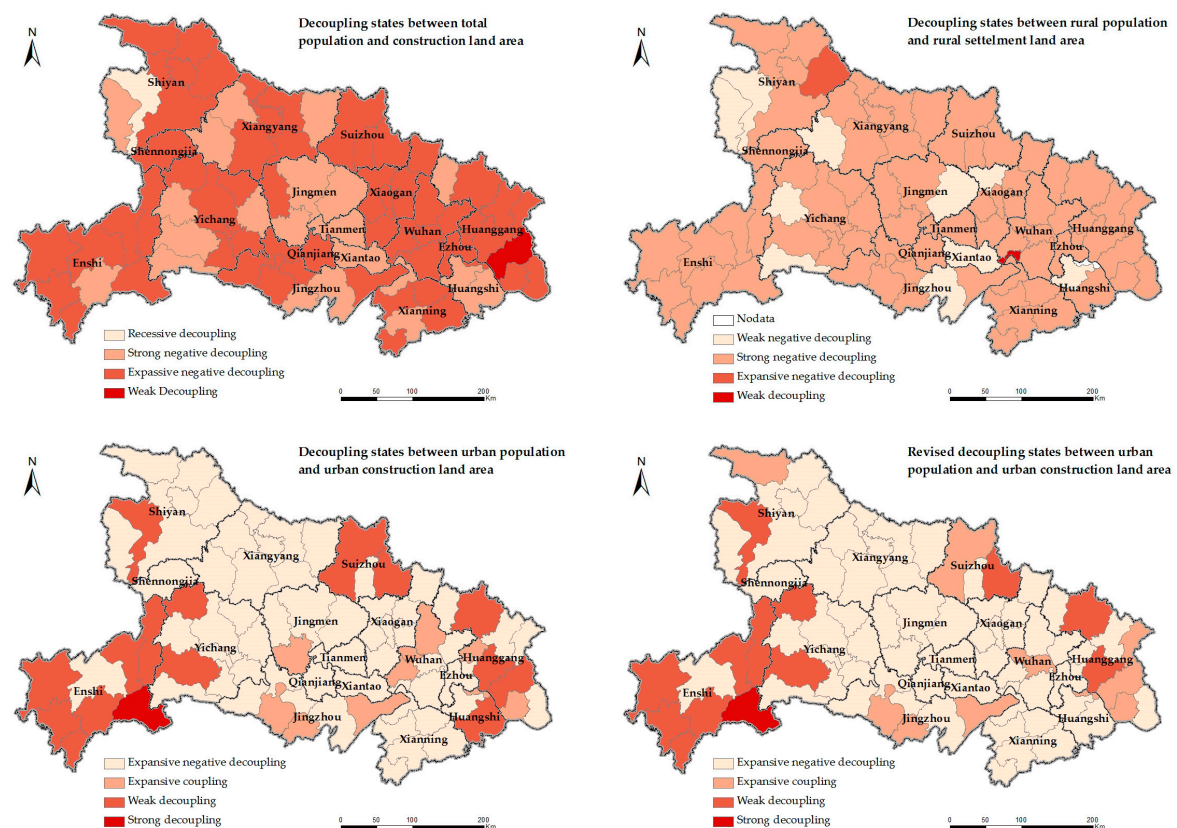 Decoupling states between total
population and construction land area
N
Shiyan
Xiangyang
Suizhou
Shennongjia
Jingmen
Xiaogan
Yichang
Tianmen
Wuhan
Huanggang
Ezhou
Qianjiang
Xiantao
Enshi
Jingzhou
Huangshi
Xianning
Recessive decoupling
Strong negative decoupling
Expassive negative decoupling
Weak Decoupling
0 50 100 200
Km
Decoupling states between rural population
and rural settelment land area
N
Shiyan
Xiangyang
Suizhou
Shennongjia
Jingmen
Xiaogan
Yichang
Tianmen
Wuhan
Huanggang
Ezhou
Qianjiang
Xiantao
Enshi
Jingzhou
Huangshi
Xianning
Nodata
Weak negative decoupling
Strong negative decoupling
Expansive negative decoupling
Weak decoupling
0 50 100 200
Km
Decoupling states between urban population
and urban construction land area
N
Shiyan
Xiangyang
Suizhou
Shennongjia
Jingmen
Xiaogan
Yichang
Tianmen
Wuhan
Huanggang
Ezhou
Qianjiang
Xiantao
Enshi
Jingzhou
Huangshi
Xianning
Expansive negative decoupling
Expansive coupling
Weak decoupling
Strong decoupling
0 50 100 200
Km
Revised decoupling states between urban
population and urban construction land area
N
Shiyan
Xiangyang
Suizhou
Shennongjia
Jingmen
Xiaogan
Yichang
Tianmen
Wuhan
Huanggang
Ezhou
Qianjiang
Xiantao
Enshi
Jingzhou
Huangshi
Xianning
Expansive negative decoupling
Expansive coupling
Weak decoupling
Strong decoupling
0 50 100 200
Km